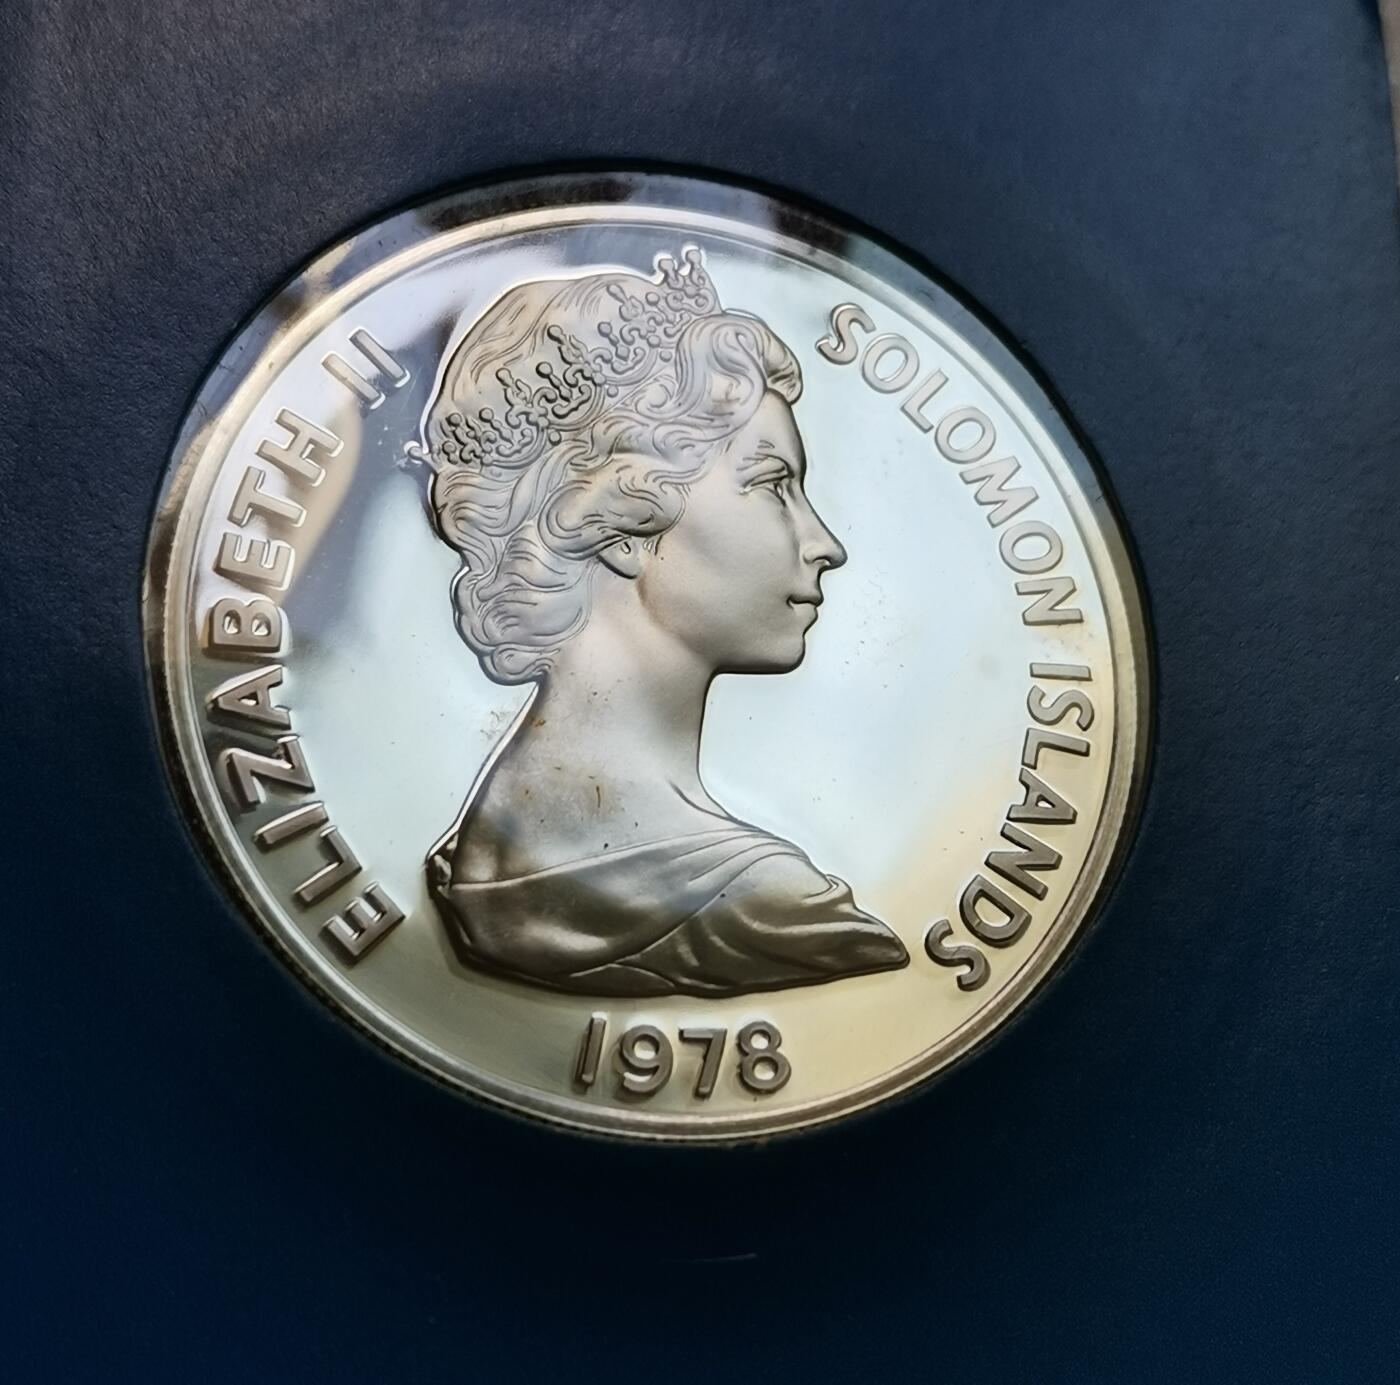 ELIZABETH II
SOLOMON ISLANDS
1978